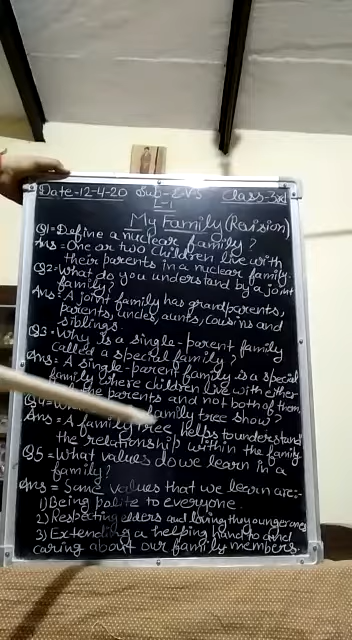 Date-12-4-20 Sub-E.V.S Class-3rd
L-1
My Family (Revision)
Q1=Define a nuclear family?
Ans=One or two children live with
their parents in a nuclear family.
Q2=What do you understand by a joint
family?
Ans: A joint family has grandparents,
parents, uncles, aunts, cousins and
siblings.
Q3=Why is a single-parent family
called a special family?
Ans= A single-parent family is a special
family where children live with either
of the parents and not both of them.
Q4= family tree show?
Ans= A family tree helps to understand
the relationship within the family
Q5=What values do we learn in a
family?
Ans = Some values that we learn are:-
1) Being polite to everyone.
2) Respecting elders and loving the youngerones
3) Extending a helping hand to and
caring about our family members.